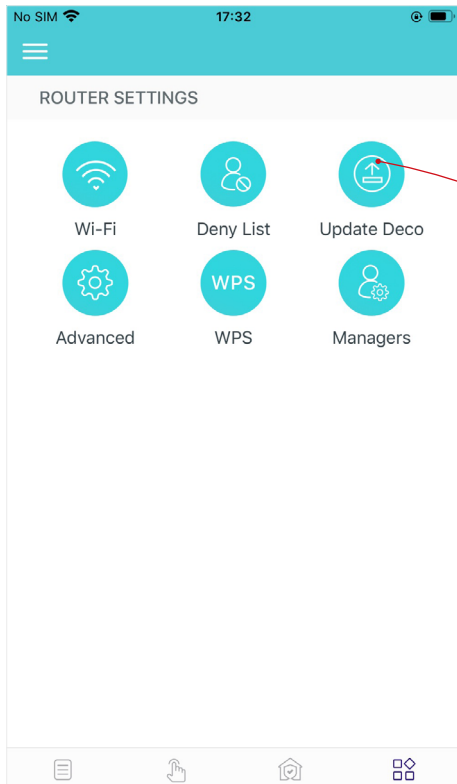 No SIM 17:32
ROUTER SETTINGS
Wi-Fi Deny List Update Deco
WPS
Advanced WPS Managers